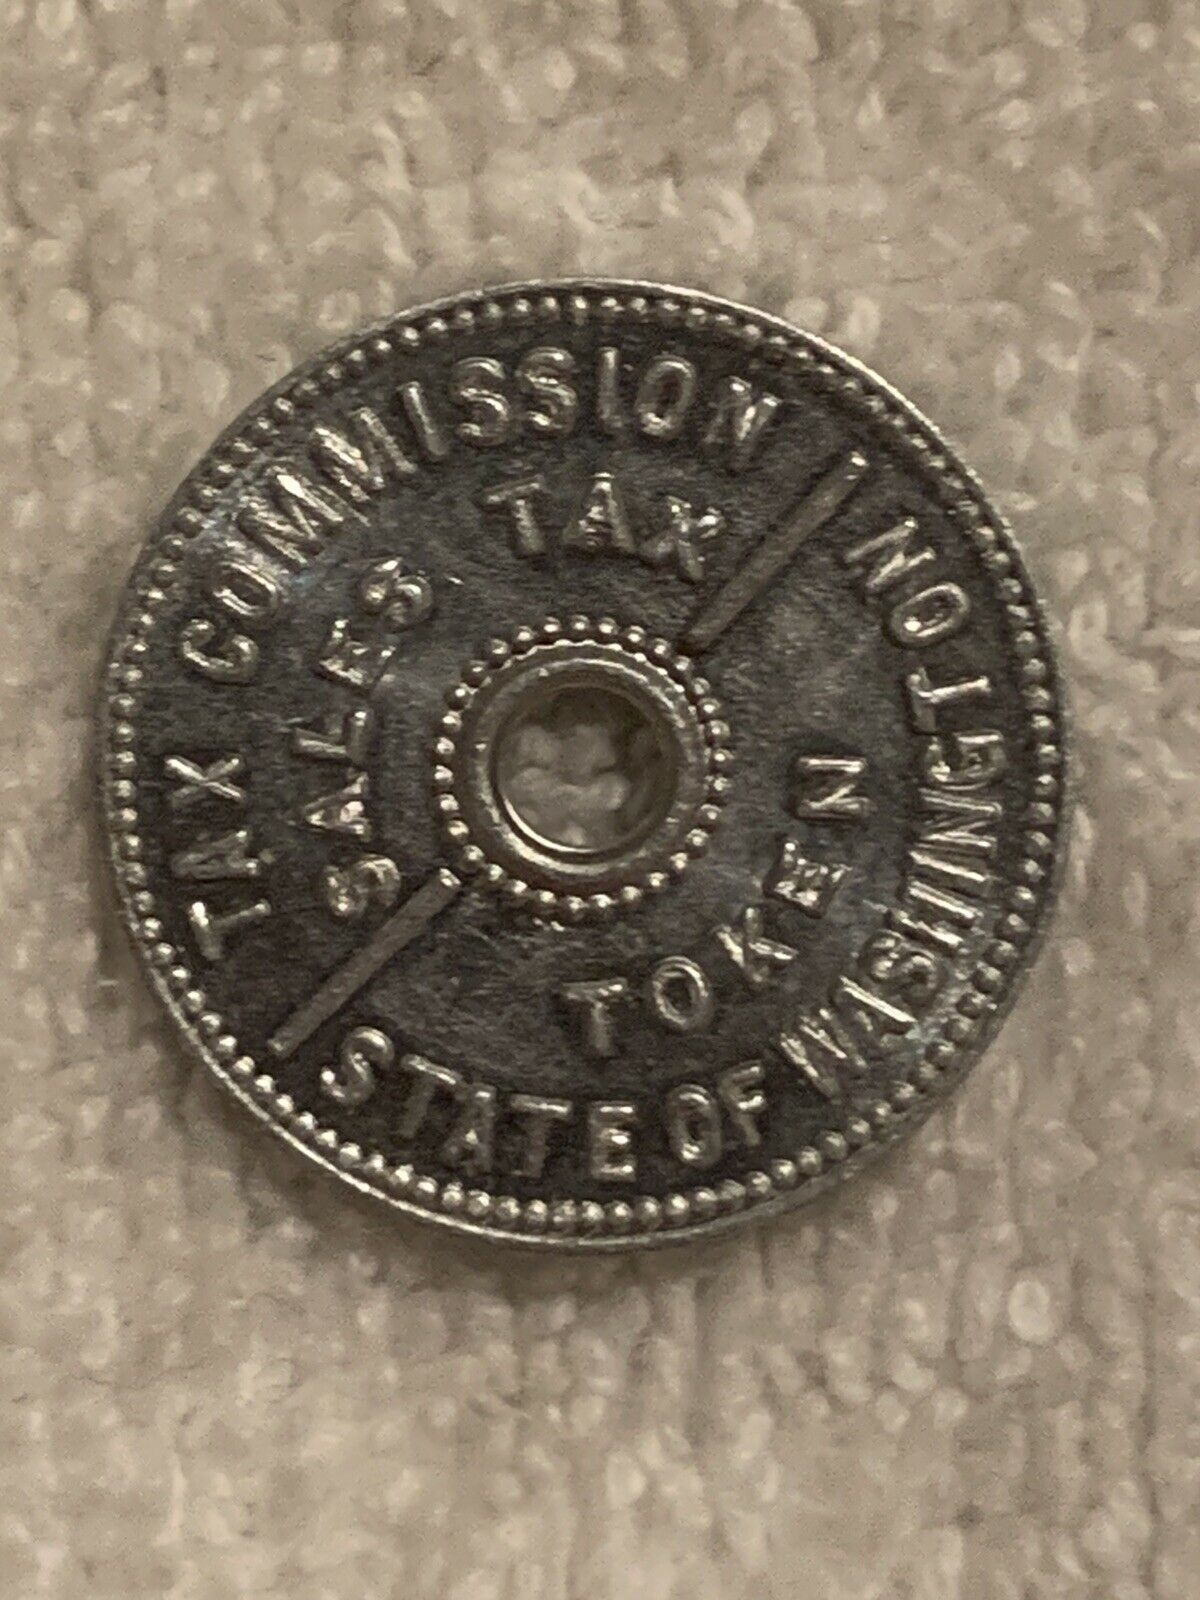 TAX COMMISSION
SALES TAX
TOKEN
STATE OF WASHINGTON